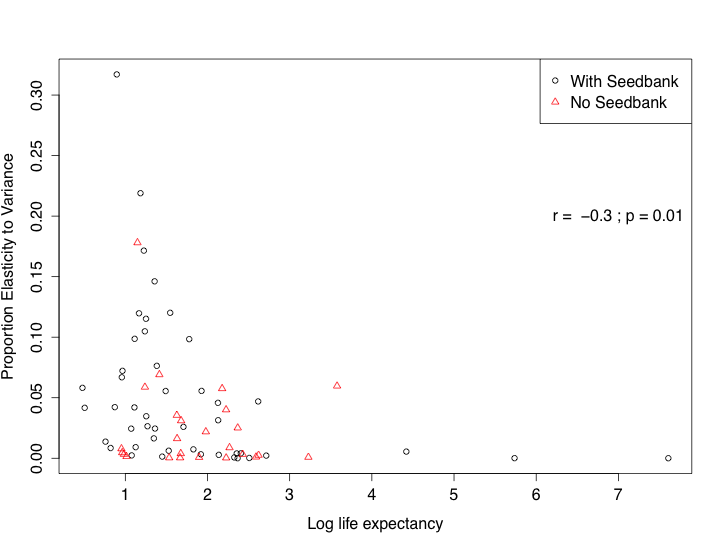 With Seedbank
No Seedbank
r = −0.3 ; p = 0.01
Proportion Elasticity to Variance
0.30
0.25
0.20
0.15
0.10
0.05
0.00
1 2 3 4 5 6 7
Log life expectancy